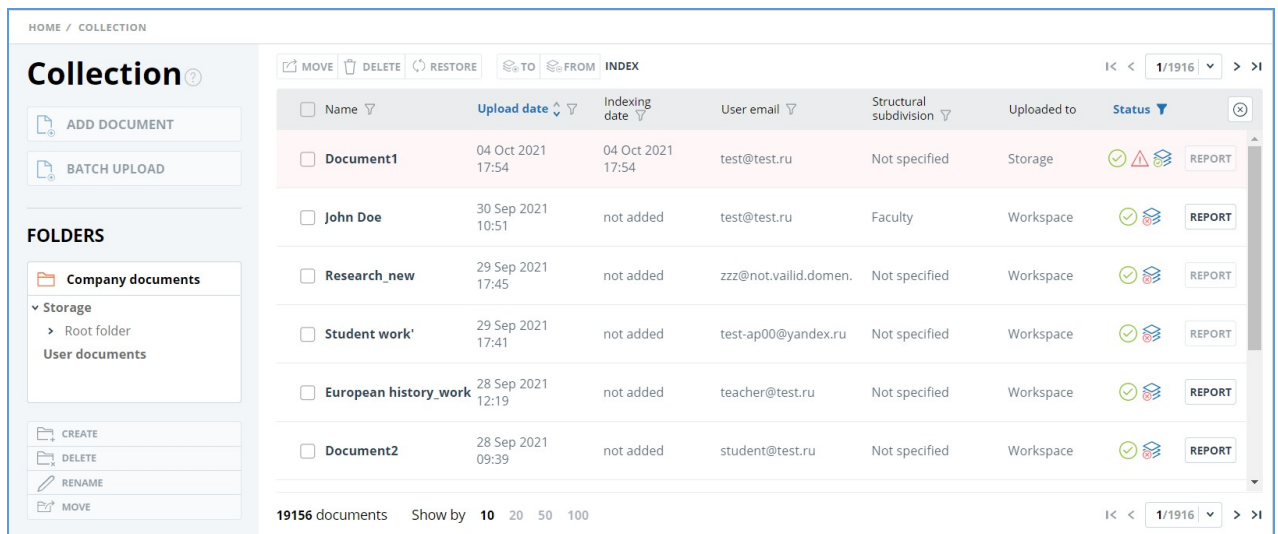 HOME / COLLECTION
Collection ?
ADD DOCUMENT
BATCH UPLOAD
FOLDERS
Company documents
Storage
Root folder
User documents
CREATE
DELETE
RENAME
MOVE
MOVE DELETE RESTORE TO FROM INDEX 1/1916
Name Upload date Indexing date User email Structural subdivision Uploaded to Status
Document1 04 Oct 2021 17:54 04 Oct 2021 17:54 test@test.ru Not specified Storage REPORT
John Doe 30 Sep 2021 10:51 not added test@test.ru Faculty Workspace REPORT
Research_new 29 Sep 2021 17:45 not added zzz@not.vailid.domen. Not specified Workspace REPORT
Student work' 29 Sep 2021 17:41 not added test-ap00@yandex.ru Not specified Workspace REPORT
European history_work 28 Sep 2021 12:19 not added teacher@test.ru Not specified Workspace REPORT
Document2 28 Sep 2021 09:39 not added student@test.ru Not specified Workspace REPORT
19156 documents Show by 10 20 50 100 1/1916